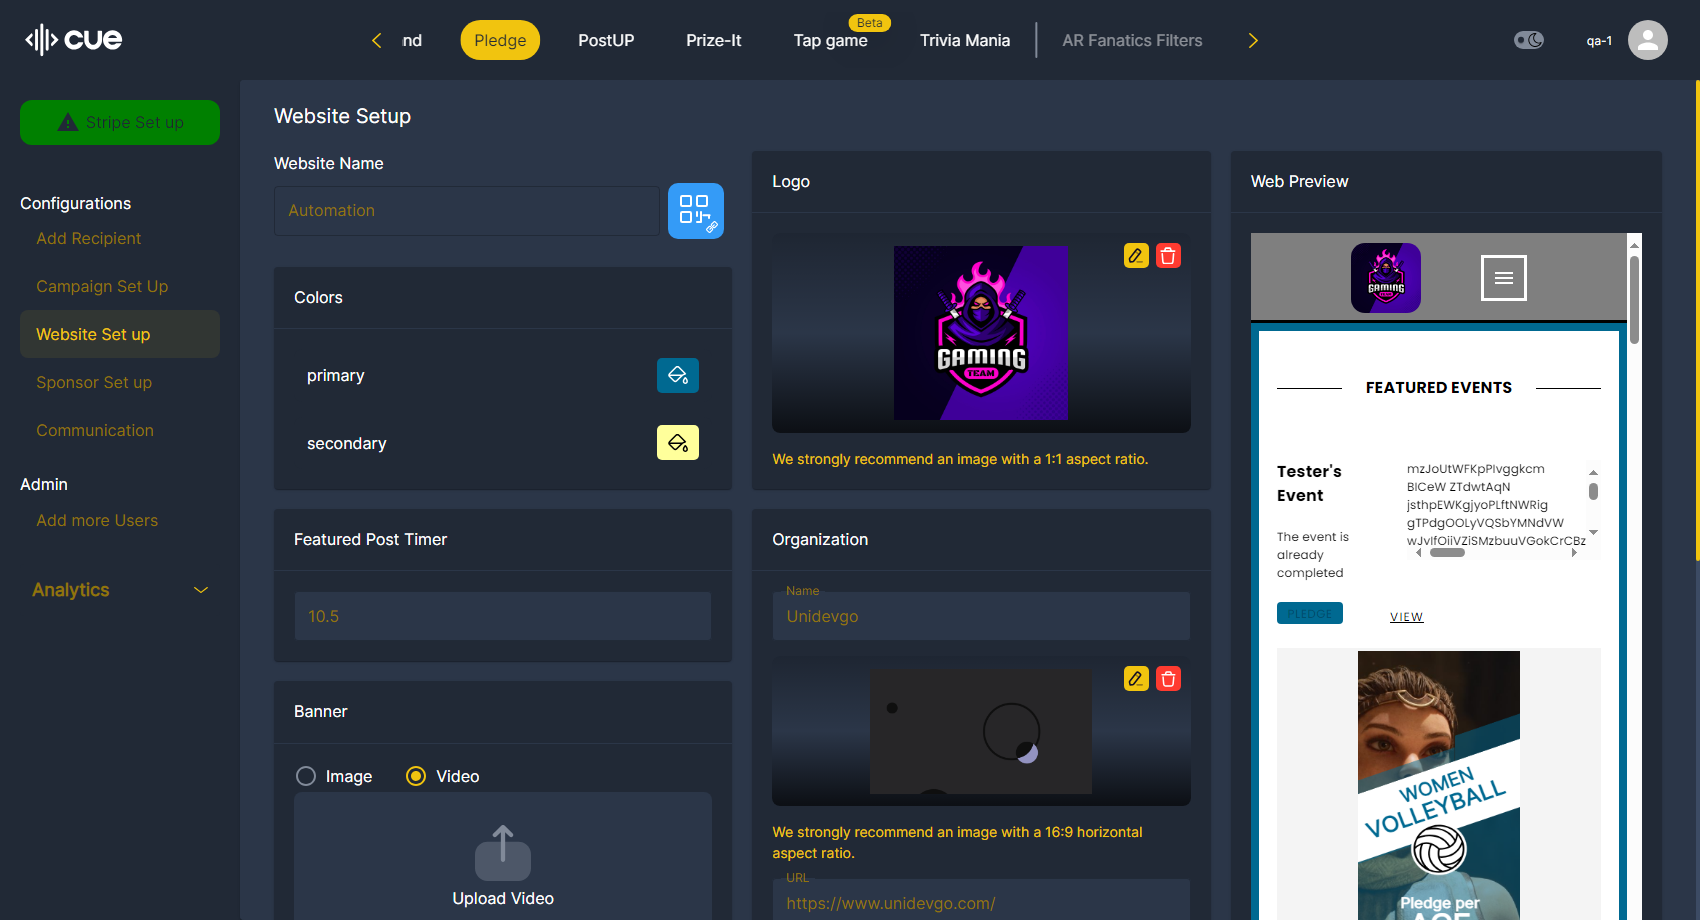 cue
nd
Pledge
PostUP
Prize-It
Beta
Tap game
Trivia Mania
AR Fanatics Filters
qa-1
Stripe Set up
Configurations
Add Recipient
Campaign Set Up
Website Set up
Sponsor Set up
Communication
Admin
Add more Users
Analytics
Website Setup
Website Name
Automation
Colors
primary
secondary
Featured Post Timer
10.5
Banner
Image
Video
Upload Video
Logo
GAMING
TEAM
We strongly recommend an image with a 1:1 aspect ratio.
Organization
Name
Unidevgo
We strongly recommend an image with a 16:9 horizontal
aspect ratio.
URL
https://www.unidevgo.com/
Web Preview
GAMING
FEATURED EVENTS
Tester's
Event
The event is
already
completed
mzJoUtWFKpPlvggkcm
BICeW ZTdwtAqN
jsthpEWKgjyoPLftNWRig
gTPdgOOLyVQSbYMNdVW
wJvIfOiiVZiSMzbuuVGokCrCBz
PLEDGE
VIEW
WOMEN
VOLLEYBALL
Pledge per
ACE